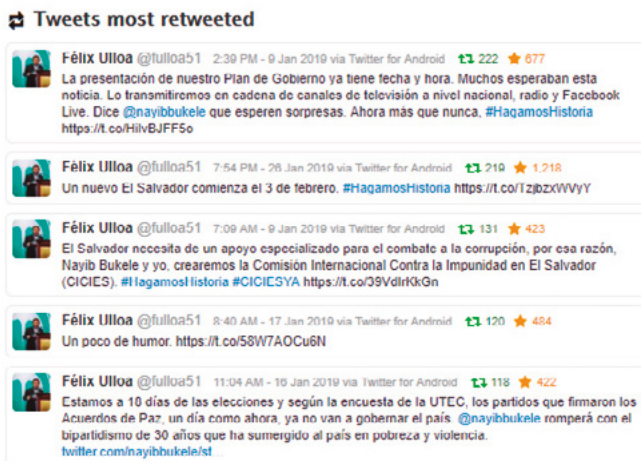 Tweets most retweeted
Félix Ulloa @fulloa51 2:39 PM - 9 Jan 2019 via Twitter for Android 222 677
La presentación de nuestro Plan de Gobierno ya tiene fecha y hora. Muchos esperaban esta
noticia. Lo transmitiremos en cadena de canales de televisión a nivel nacional, radio y Facebook
Live. Dice @nayibbukele que esperen sorpresas. Ahora más que nunca, #HagamosHistoria
https://t.co/HilvBJFF5o
Félix Ulloa @fulloa51 7:54 PM - 26 Jan 2019 via Twitter for Android 219 1,218
Un nuevo El Salvador comienza el 3 de febrero. #HagamosHistoria https://t.co/TzjbzxWVyY
Félix Ulloa @fulloa51 7:09 AM - 9 Jan 2019 via Twitter for Android 131 423
El Salvador necesita de un apoyo especializado para el combate a la corrupción, por esa razón,
Nayib Bukele y yo, crearemos la Comisión Internacional Contra la Impunidad en El Salvador
(CICIES). #HagamosHistoria #CICIESYA https://t.co/39VdIrKkGn
Félix Ulloa @fulloa51 8:40 AM - 17 Jan 2019 via Twitter for Android 120 484
Un poco de humor. https://t.co/58W7AOCu6N
Félix Ulloa @fulloa51 11:04 AM - 16 Jan 2019 via Twitter for Android 118 422
Estamos a 18 días de las elecciones y según la encuesta de la UTEC, los partidos que firmaron los
Acuerdos de Paz, un día como ahora, ya no van a gobernar el país. @nayibbukele romperá con el
bipartidismo de 30 años que ha sumergido al país en pobreza y violencia.
twitter.com/nayibbukele/st...